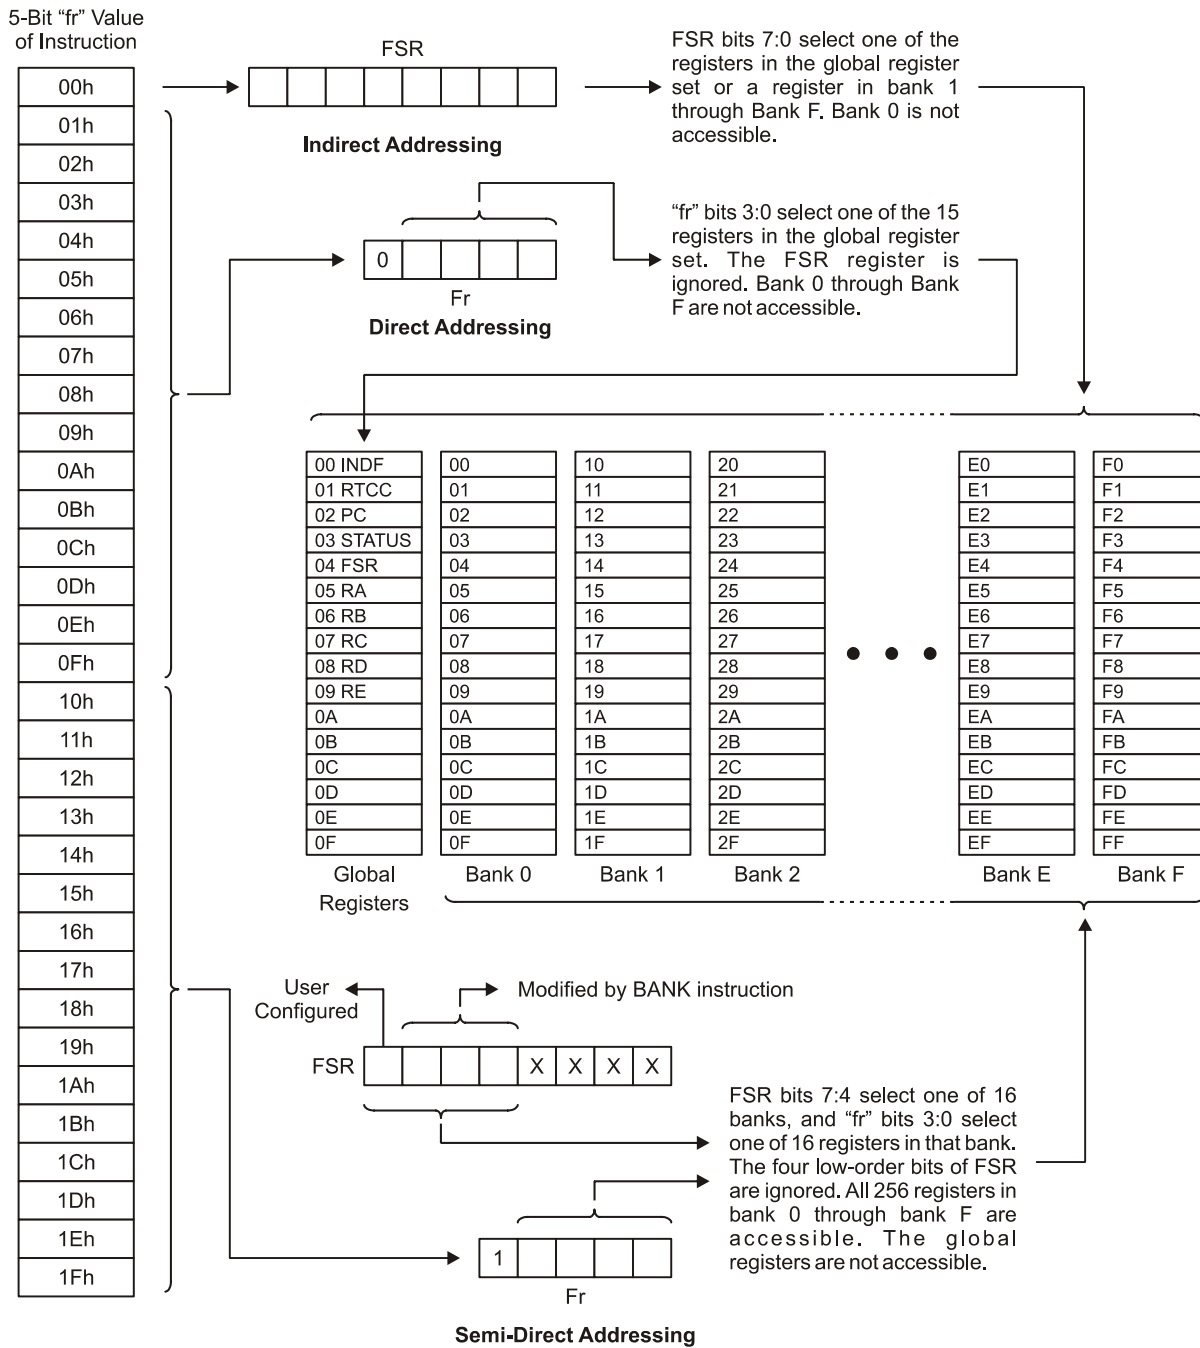 5-Bit “fr” Value
of Instruction
00h
01h
02h
03h
04h
05h
06h
07h
08h
09h
0Ah
0Bh
0Ch
0Dh
0Eh
0Fh
10h
11h
12h
13h
14h
15h
16h
17h
18h
19h
1Ah
1Bh
1Ch
1Dh
1Eh
1Fh
FSR
Indirect Addressing
FSR bits 7:0 select one of the
registers in the global register
set or a register in bank 1
through Bank F. Bank 0 is not
accessible.
0
Fr
Direct Addressing
“fr” bits 3:0 select one of the 15
registers in the global register
set. The FSR register is
ignored. Bank 0 through Bank
F are not accessible.
00 INDF
01 RTCC
02 PC
03 STATUS
04 FSR
05 RA
06 RB
07 RC
08 RD
09 RE
0A
0B
0C
0D
0E
0F
Global
Registers
00
01
02
03
04
05
06
07
08
09
0A
0B
0C
0D
0E
0F
Bank 0
10
11
12
13
14
15
16
17
18
19
1A
1B
1C
1D
1E
1F
Bank 1
20
21
22
23
24
25
26
27
28
29
2A
2B
2C
2D
2E
2F
Bank 2
E0
E1
E2
E3
E4
E5
E6
E7
E8
E9
EA
EB
EC
ED
EE
EF
Bank E
F0
F1
F2
F3
F4
F5
F6
F7
F8
F9
FA
FB
FC
FD
FE
FF
Bank F
User
Configured
Modified by BANK instruction
FSR X X X X
FSR bits 7:4 select one of 16
banks, and “fr” bits 3:0 select
one of 16 registers in that bank.
The four low-order bits of FSR
are ignored. All 256 registers in
bank 0 through bank F are
accessible. The global
registers are not accessible.
1
Fr
Semi-Direct Addressing